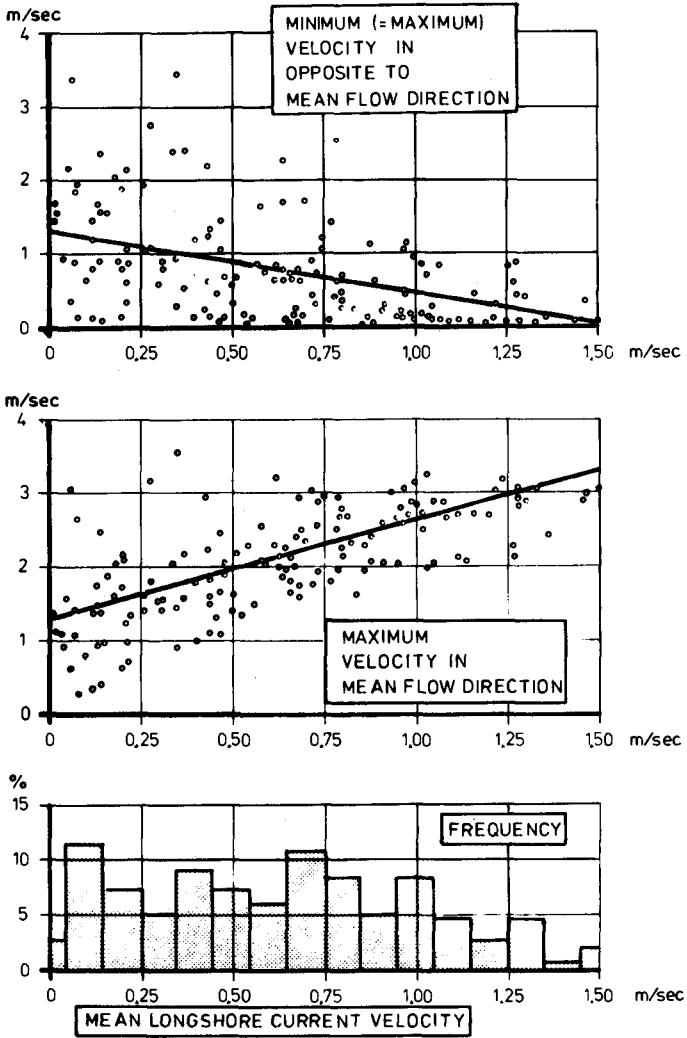 m/sec
4
3
2
1
0
MINIMUM (=MAXIMUM)
VELOCITY IN
OPPOSITE TO
MEAN FLOW DIRECTION
0 0.25 0.50 0.75 1.00 1.25 1.50 m/sec
m/sec
4
3
2
1
0
MAXIMUM
VELOCITY IN
MEAN FLOW DIRECTION
0 0.25 0.50 0.75 1.00 1.25 1.50 m/sec
%
15
10
5
0
FREQUENCY
0 0.25 0.50 0.75 1.00 1.25 1.50 m/sec
MEAN LONGSHORE CURRENT VELOCITY